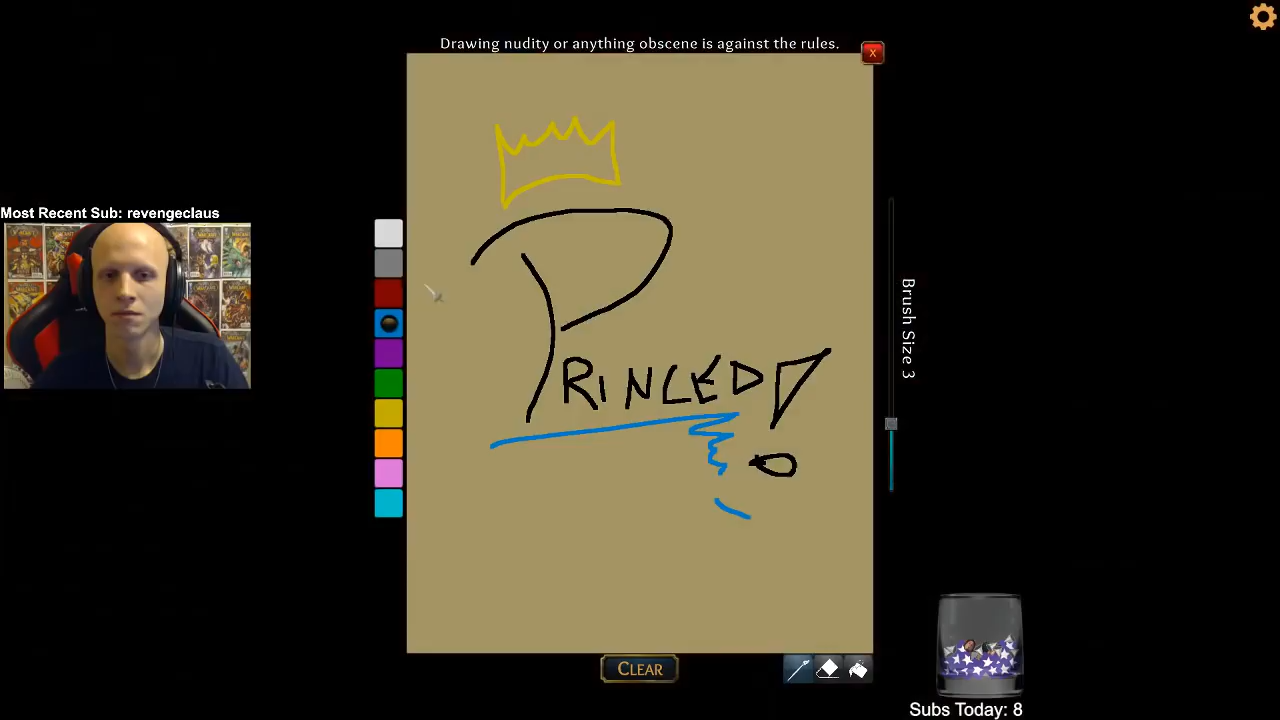 Drawing nudity or anything obscene is against the rules.
X
Most Recent Sub: revengeclaus
PRINCED!
Brush Size 3
CLEAR
Subs Today: 8